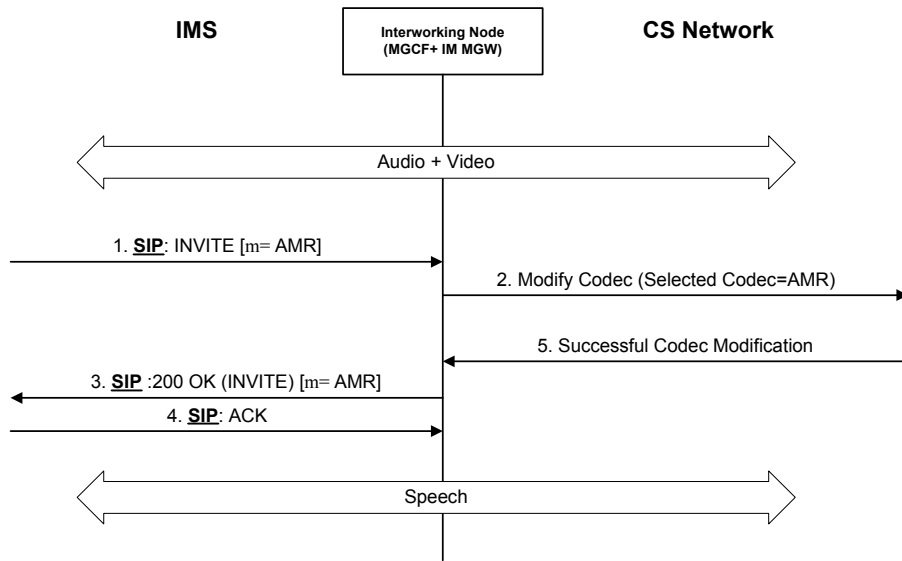 IMS
Interworking Node
(MGCF+ IM MGW)
CS Network
Audio + Video
1. SIP: INVITE [m= AMR]
2. Modify Codec (Selected Codec=AMR)
5. Successful Codec Modification
3. SIP :200 OK (INVITE) [m= AMR]
4. SIP: ACK
Speech